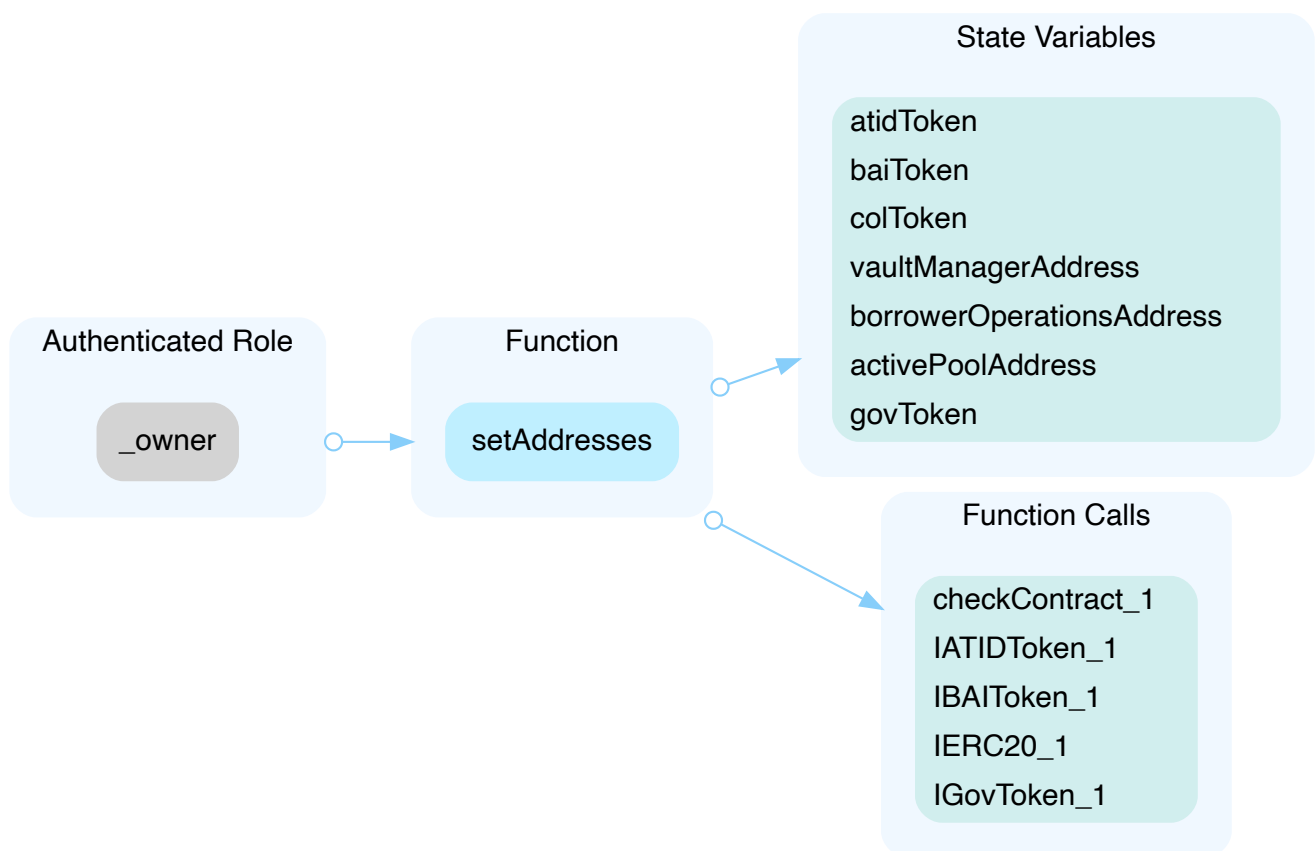 Authenticated Role
_owner
Function
setAddresses
State Variables
atidToken
baiToken
colToken
vaultManagerAddress
borrowerOperationsAddress
activePoolAddress
govToken
Function Calls
checkContract_1
IATIDToken_1
IBAIToken_1
IERC20_1
IGovToken_1